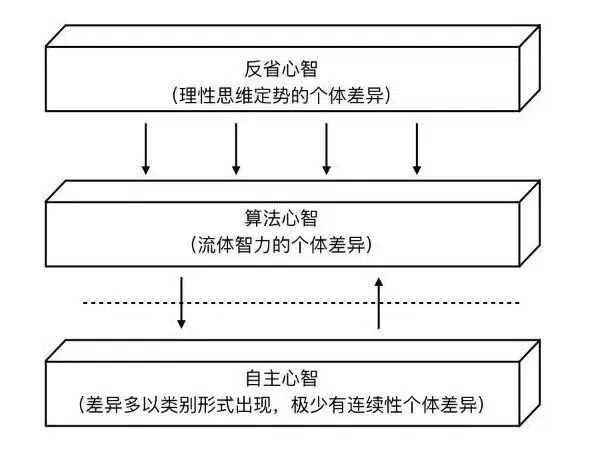 反省心智
（理性思维定势的个体差异）
算法心智
（流体智力的个体差异）
自主心智
（差异多以类别形式出现，极少有连续性个体差异）